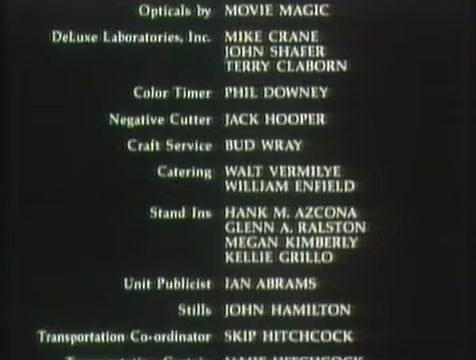 Opticals by MOVIE MAGIC
DeLuxe Laboratories, Inc. MIKE CRANE
JOHN SHAFER
TERRY CLABORN
Color Timer PHIL DOWNEY
Negative Cutter JACK HOOPER
Craft Service BUD WRAY
Catering WALT VERMILYE
WILLIAM ENFIELD
Stand Ins HANK M. AZCONA
GLENN A. RALSTON
MEGAN KIMBERLY
KELLIE GRILLO
Unit Publicist IAN ABRAMS
Stills JOHN HAMILTON
Transportation Co-ordinator SKIP HITCHCOCK